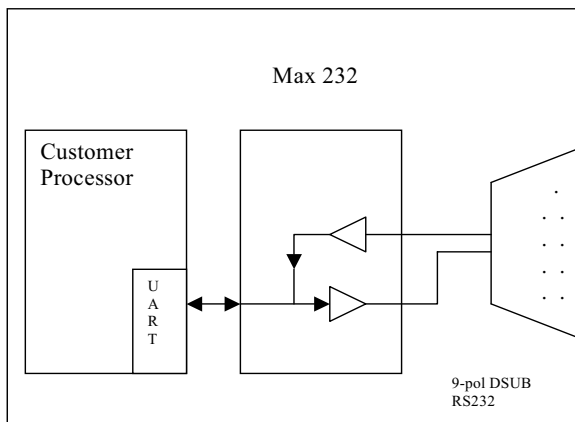 Max 232
Customer
Processor
U
A
R
T
9-pol DSUB
RS232